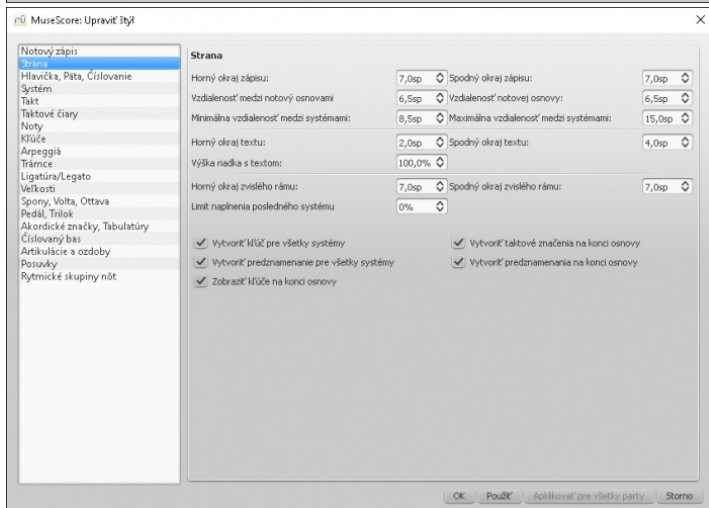 MuseScore: Upraviť štýl
Notový zápis
Strana
Hlavička, Päta, Číslovanie
Systém
Takt
Taktové čiary
Noty
Kľúče
Arpeggiá
Trámce
Ligatúra/Legato
Veľkosti
Spony, Volta, Ottava
Pedál, Trilok
Akordické značky, Tabulatúry
Číslovaný bas
Artikulácie a ozdoby
Posuvky
Rytmické skupiny nôt
Strana
Horný okraj zápisu: 7,0sp Spodný okraj zápisu: 7,0sp
Vzdialenosť medzi notový osnovami 6,5sp Vzdialenosť notovej osnovy: 6,5sp
Minimálna vzdialenosť medzi systémami: 8,5sp Maximálna vzdialenosť medzi systémami: 15,0sp
Horný okraj textu: 2,0sp Spodný okraj textu: 4,0sp
Výška riadka s textom: 100,0%
Horný okraj zvislého rámu: 7,0sp Spodný okraj zvislého rámu: 7,0sp
Limit naplnenia posledného systému 0%
Vytvoriť kľúč pre všetky systémy Vytvoriť taktové značenia na konci osnovy
Vytvoriť predznamenanie pre všetky systémy Vytvoriť predznamenania na konci osnovy
Zobraziť kľúče na konci osnovy
OK Použiť Aplikovať pre všetky party Storno